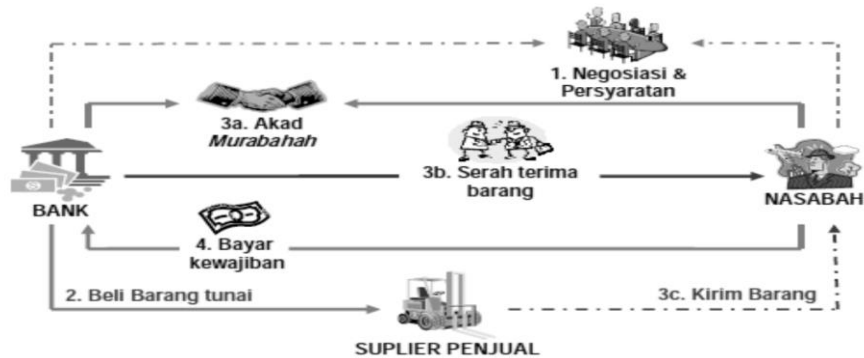 1. Negosiasi &
Persyaratan
3a. Akad
Murabahah
3b. Serah terima
barang
BANK
NASABAH
4. Bayar
kewajiban
2. Beli Barang tunai
3c. Kirim Barang
SUPLIER PENJUAL